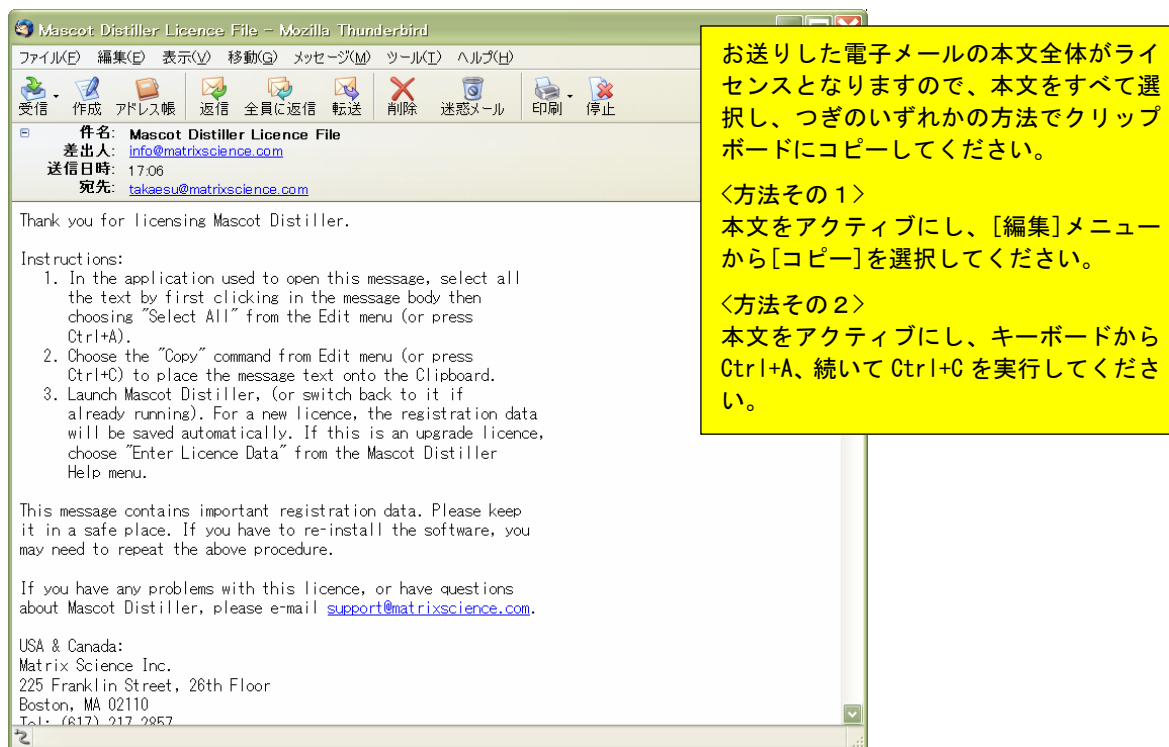 Mascot Distiller Licence File - Mozilla Thunderbird
ファイル(F) 編集(E) 表示(V) 移動(G) メッセージ(M) ツール(T) ヘルプ(H)
受信 作成 アドレス帳 返信 全員に返信 転送 削除 迷惑メール 印刷 停止
件名: Mascot Distiller Licence File
差出人: info@matrixscience.com
送信日時: 17:06
宛先: takaesu@matrixscience.com
Thank you for licensing Mascot Distiller.
Instructions:
1. In the application used to open this message, select all
the text by first clicking in the message body then
choosing "Select All" from the Edit menu (or press
Ctrl+A).
2. Choose the "Copy" command from Edit menu (or press
Ctrl+C) to place the message text onto the Clipboard.
3. Launch Mascot Distiller, (or switch back to it if
already running). For a new licence, the registration data
will be saved automatically. If this is an upgrade licence,
choose "Enter Licence Data" from the Mascot Distiller
Help menu.
This message contains important registration data. Please keep
it in a safe place. If you have to re-install the software, you
may need to repeat the above procedure.
If you have any problems with this licence, or have questions
about Mascot Distiller, please e-mail support@matrixscience.com.
USA & Canada:
Matrix Science Inc.
225 Franklin Street, 26th Floor
Boston, MA 02110
Tel: (617) 217 2857
お送りした電子メールの本文全体がライ
センスとなりますので、本文をすべて選
択し、つぎのいずれかの方法でクリップ
ボードにコピーしてください。
<方法その1>
本文をアクティブにし、[編集]メニュー
から[コピー]を選択してください。
<方法その2>
本文をアクティブにし、キーボードから
Ctrl+A、続いて Ctrl+C を実行してくださ
い。